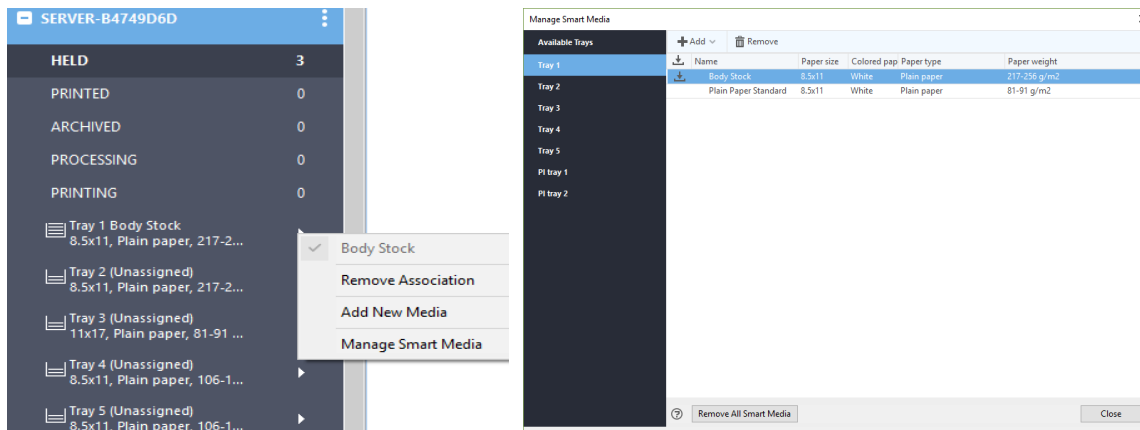 SERVER-B4749D6D
HELD 3
PRINTED 0
ARCHIVED 0
PROCESSING 0
PRINTING 0
Tray 1 Body Stock
8.5x11, Plain paper, 217-2...
Tray 2 (Unassigned)
8.5x11, Plain paper, 217-2...
Tray 3 (Unassigned)
11x17, Plain paper, 81-91 ...
Tray 4 (Unassigned)
8.5x11, Plain paper, 106-1...
Tray 5 (Unassigned)
8.5x11, Plain paper, 106-1...
Body Stock
Remove Association
Add New Media
Manage Smart Media
Manage Smart Media
Available Trays
Tray 1
Tray 2
Tray 3
Tray 4
Tray 5
PI tray 1
PI tray 2
Add Remove
Name Paper size Colored pap Paper type Paper weight
Body Stock 8.5x11 White Plain paper 217-256 g/m2
Plain Paper Standard 8.5x11 White Plain paper 81-91 g/m2
Remove All Smart Media Close